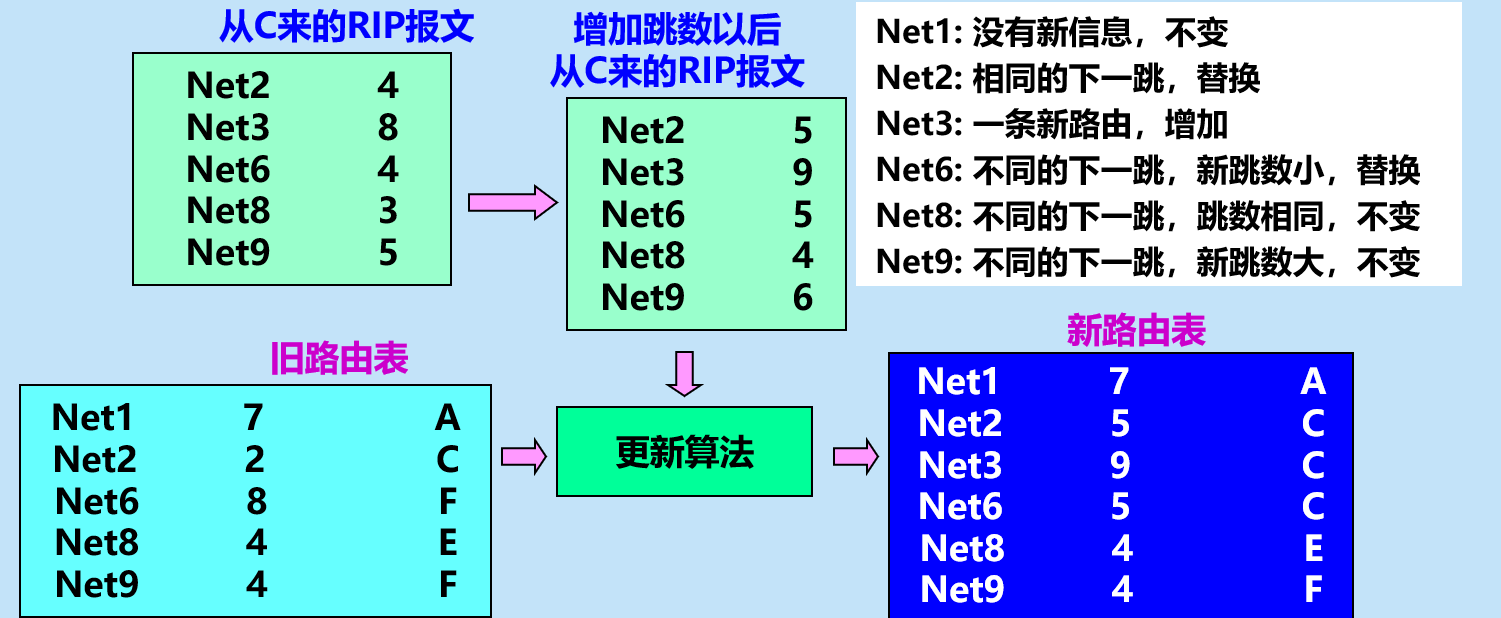 从C来的RIP报文
Net2 4
Net3 8
Net6 4
Net8 3
Net9 5
增加跳数以后
从C来的RIP报文
Net2 5
Net3 9
Net6 5
Net8 4
Net9 6
Net1: 没有新信息，不变
Net2: 相同的下一跳，替换
Net3: 一条新路由，增加
Net6: 不同的下一跳，新跳数小，替换
Net8: 不同的下一跳，跳数相同，不变
Net9: 不同的下一跳，新跳数大，不变
旧路由表
Net1 7 A
Net2 2 C
Net6 8 F
Net8 4 E
Net9 4 F
更新算法
新路由表
Net1 7 A
Net2 5 C
Net3 9 C
Net6 5 C
Net8 4 E
Net9 4 F